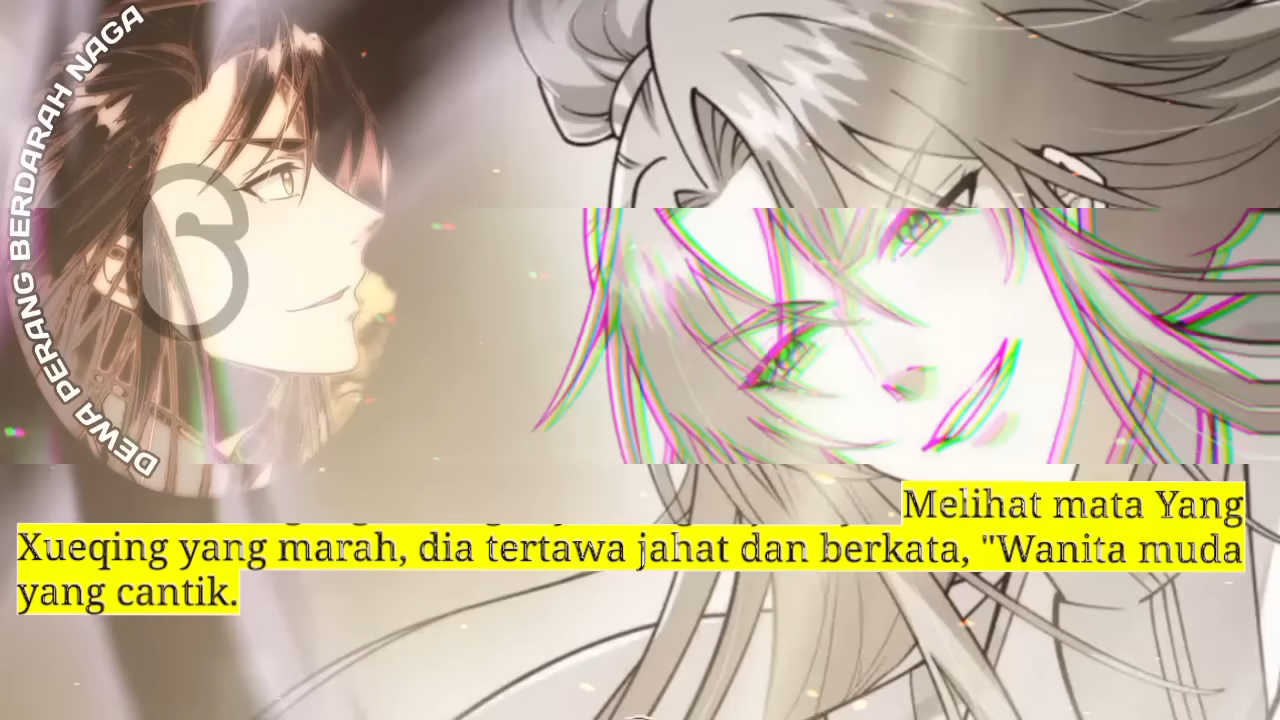 DEWA PERANG BERDARAH NAGA
Melihat mata Yang
Xueqing yang marah, dia tertawa jahat dan berkata, "Wanita muda
yang cantik.